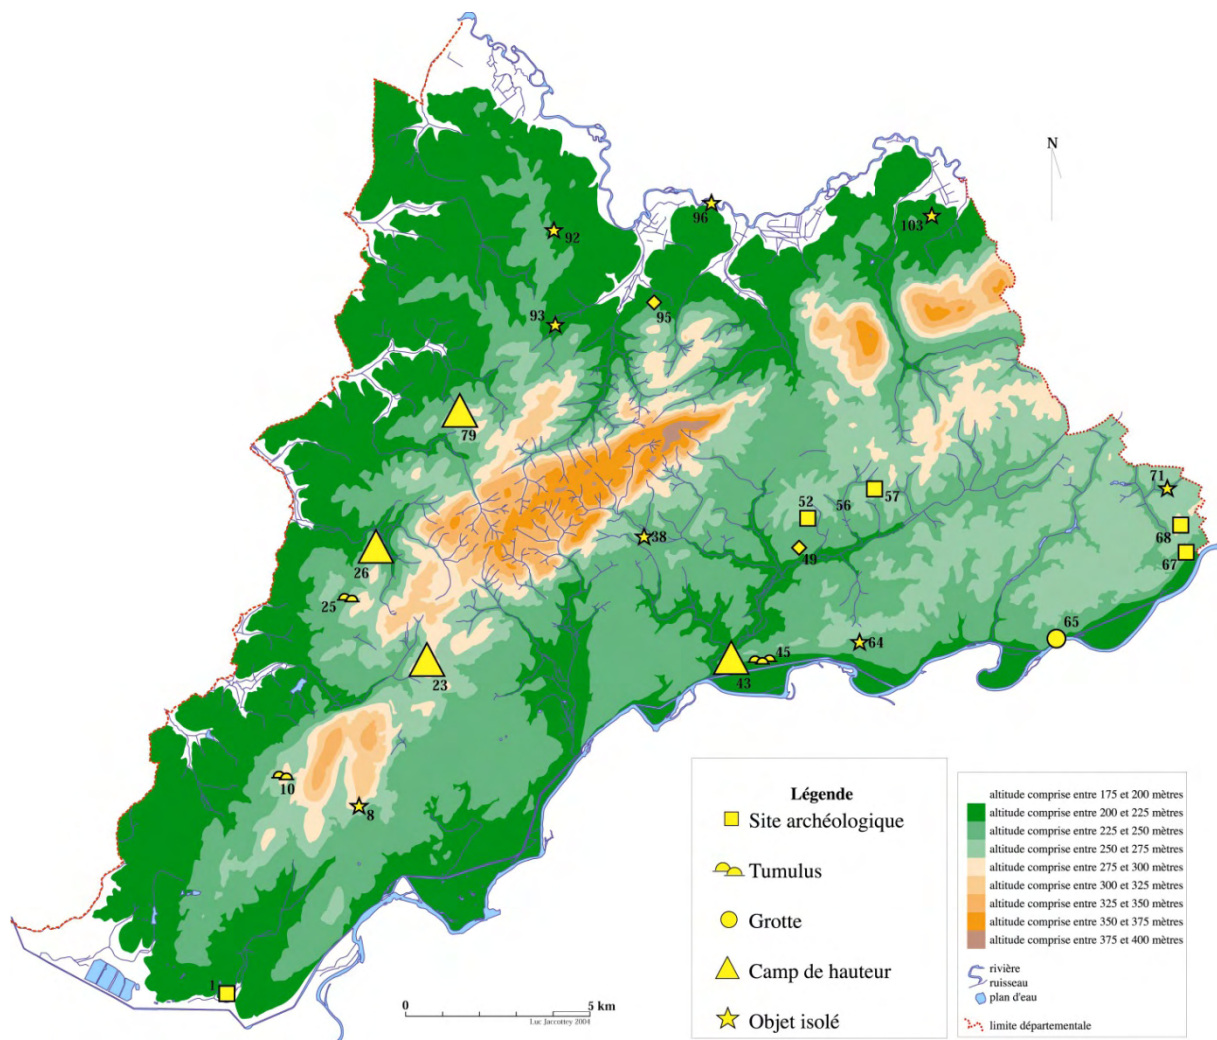 N
96
103
92
93
95
79
71
57
52
56
68
38
49
67
26
25
65
64
45
23
43
10
8
1
0 5 km
Luc Jaccottey 2004
Légende
Site archéologique
Tumulus
Grotte
Camp de hauteur
Objet isolé
altitude comprise entre 175 et 200 mètres
altitude comprise entre 200 et 225 mètres
altitude comprise entre 225 et 250 mètres
altitude comprise entre 250 et 275 mètres
altitude comprise entre 275 et 300 mètres
altitude comprise entre 300 et 325 mètres
altitude comprise entre 325 et 350 mètres
altitude comprise entre 350 et 375 mètres
altitude comprise entre 375 et 400 mètres
rivière
ruisseau
plan d'eau
limite départementale